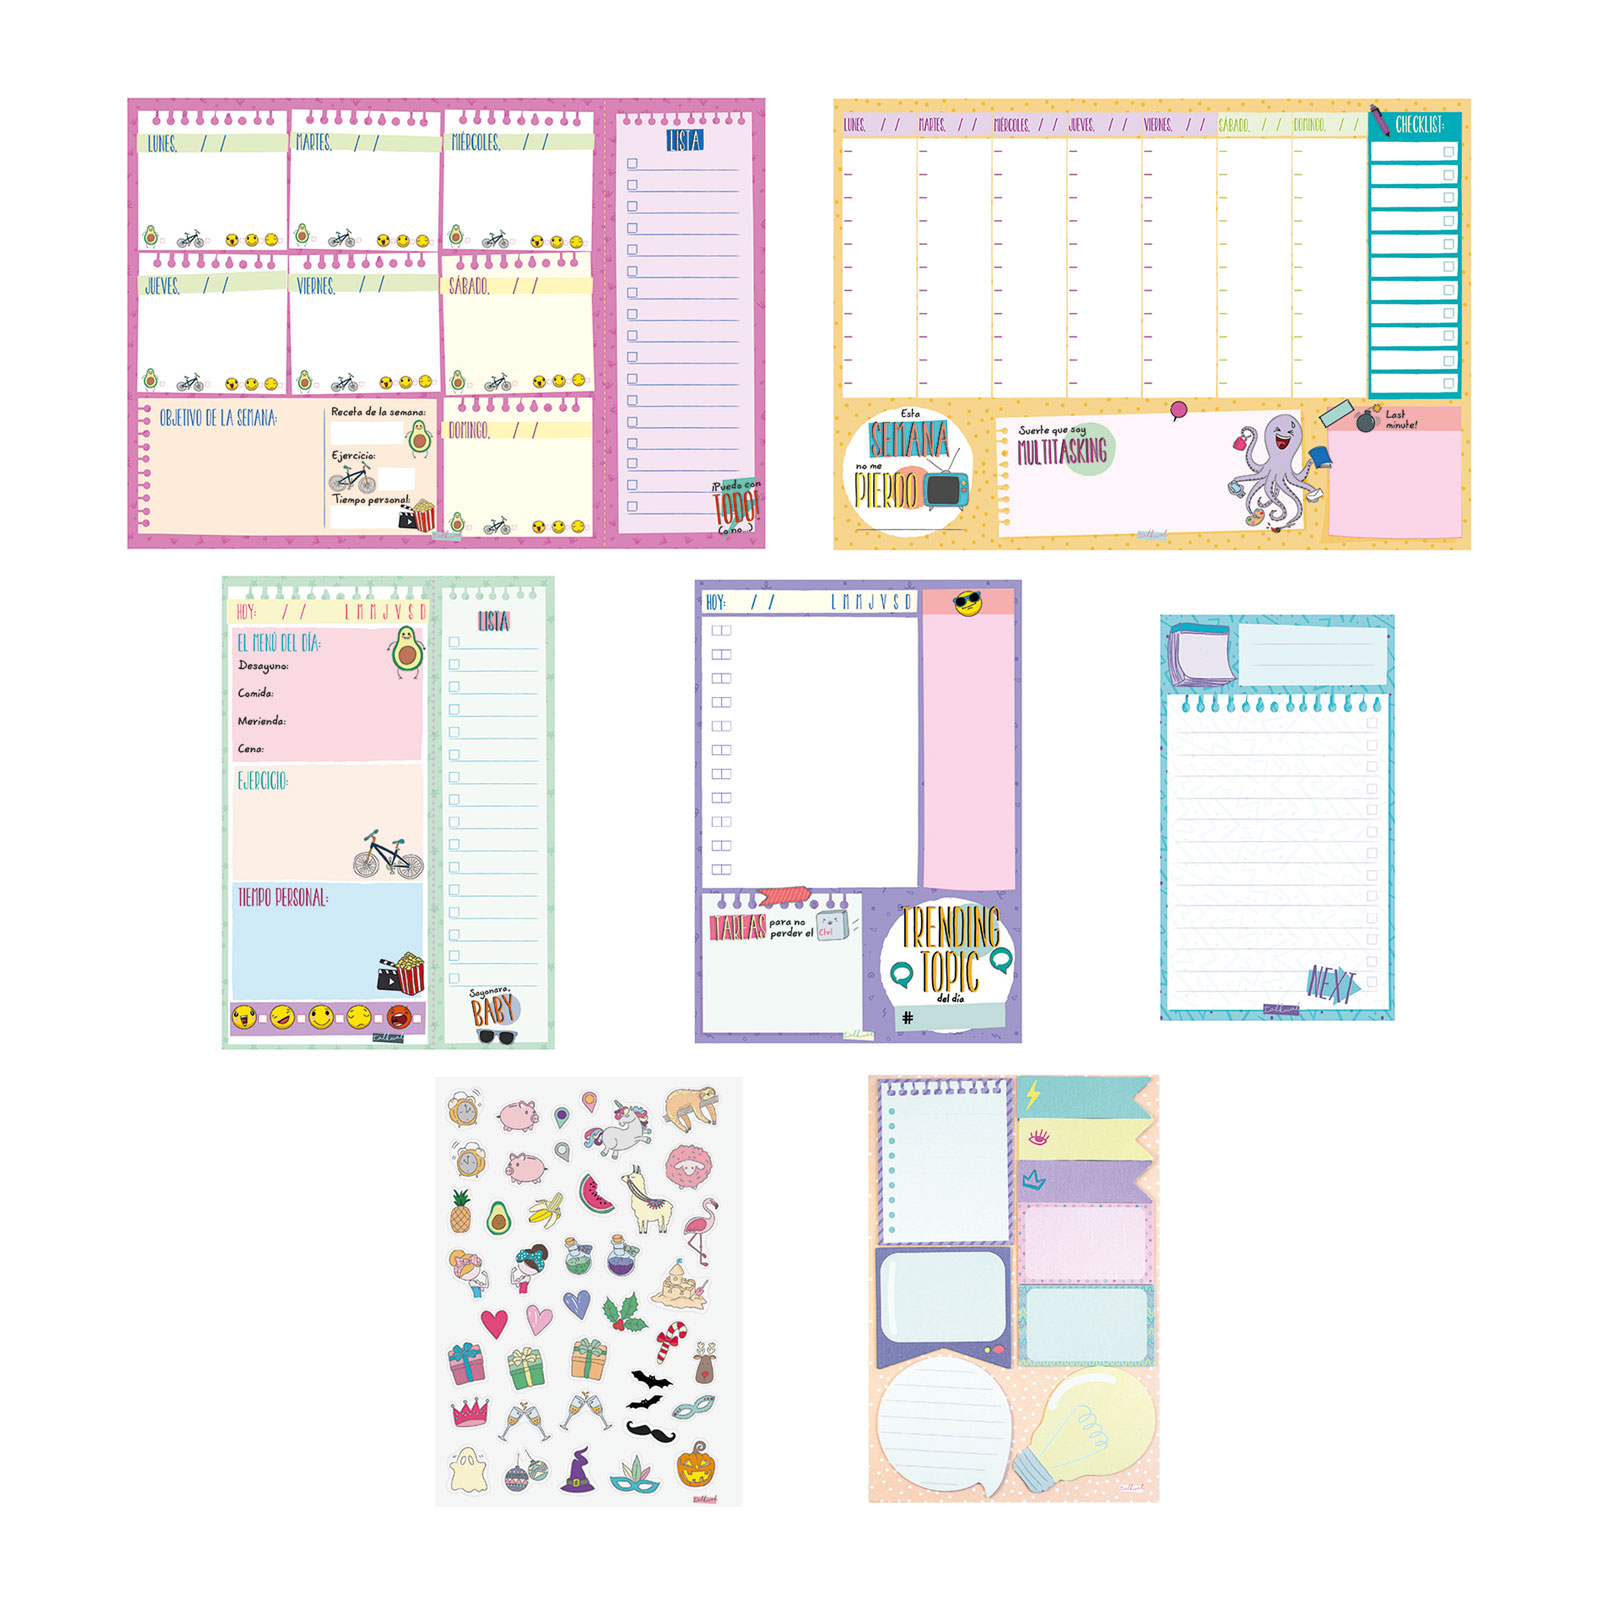 LUNES, / /
MARTES, / /
MIÉRCOLES, / /
JUEVES, / /
VIERNES, / /
SÁBADO, / /
OBJETIVO DE LA SEMANA:
Receta de la semana:
Ejercicio:
Tiempo personal:
DOMINGO, / /
LISTA
¡Puedo con
TODO!
(o no...)
LUNES, / /
MARTES, / /
MIÉRCOLES, / /
JUEVES, / /
VIERNES, / /
SÁBADO, / /
DOMINGO, / /
CHECKLIST:
Esta
SEMANA
no me
PIERDO
Suerte que soy
MULTITASKING
Last
minute!
HOY: / / L M M J V S D
EL MENÚ DEL DÍA:
Desayuno:
Comida:
Merienda:
Cena:
EJERCICIO:
TIEMPO PERSONAL:
LISTA
Sayonara,
BABY
HOY: / / L M M J V S D
TAREAS para no
perder el Ctrl
TRENDING
TOPIC
del día
#
NEXT